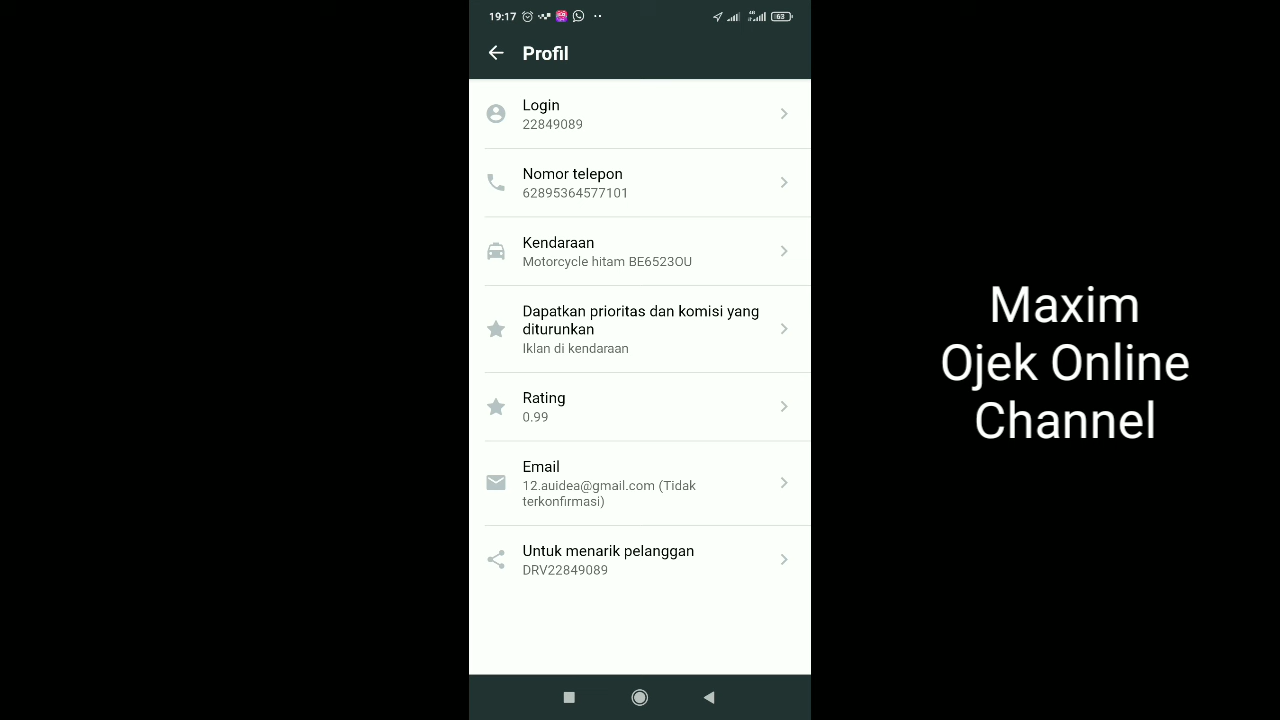 19:17
4G
63
Profil
Login
22849089
Nomor telepon
62895364577101
Kendaraan
Motorcycle hitam BE6523OU
Dapatkan prioritas dan komisi yang
diturunkan
Iklan di kendaraan
Rating
0.99
Email
12.auidea@gmail.com (Tidak
terkonfirmasi)
Untuk menarik pelanggan
DRV22849089
Maxim
Ojek Online
Channel